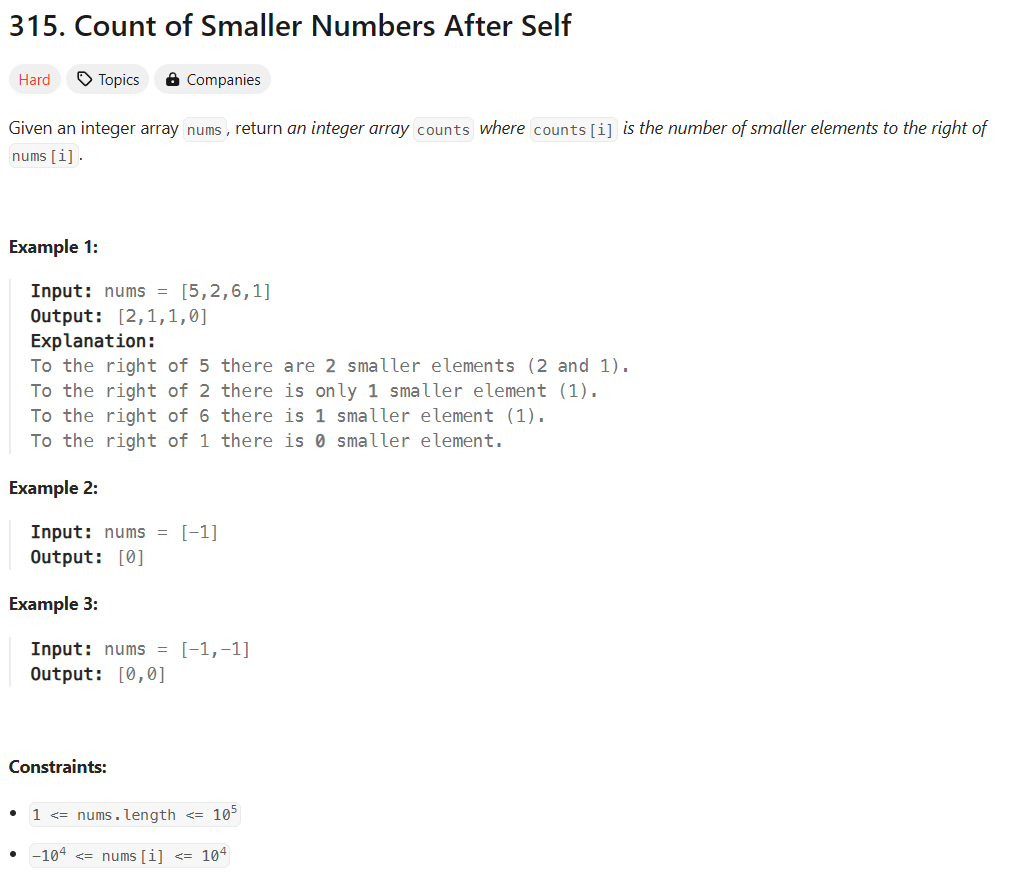 315. Count of Smaller Numbers After Self
Hard Topics Companies
Given an integer array nums, return an integer array counts where counts[i] is the number of smaller elements to the right of
nums[i].
Example 1:
Input: nums = [5,2,6,1]
Output: [2,1,1,0]
Explanation:
To the right of 5 there are 2 smaller elements (2 and 1).
To the right of 2 there is only 1 smaller element (1).
To the right of 6 there is 1 smaller element (1).
To the right of 1 there is 0 smaller element.
Example 2:
Input: nums = [-1]
Output: [0]
Example 3:
Input: nums = [-1,-1]
Output: [0,0]
Constraints:
• 1 <= nums.length <= 10⁵
• -10⁴ <= nums[i] <= 10⁴